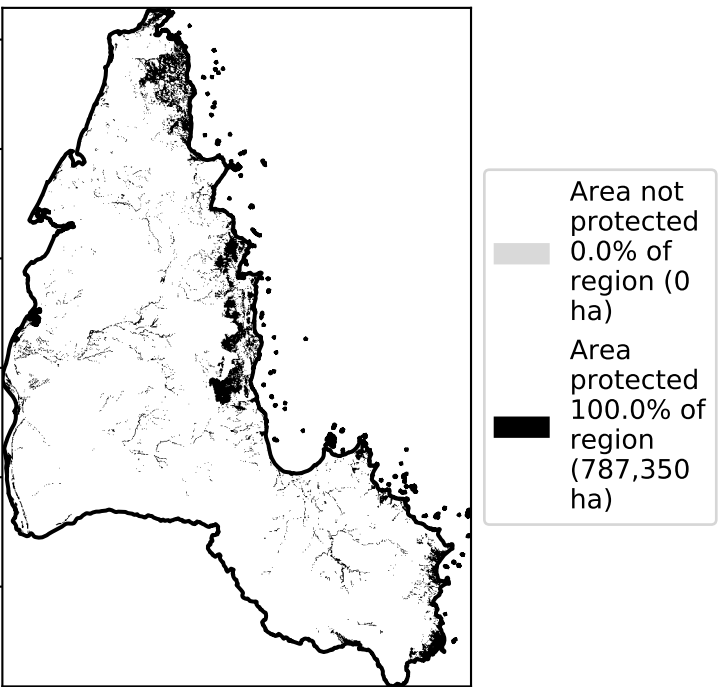 Area not
protected
0.0% of
region (0
ha)
Area
protected
100.0% of
region
(787,350
ha)